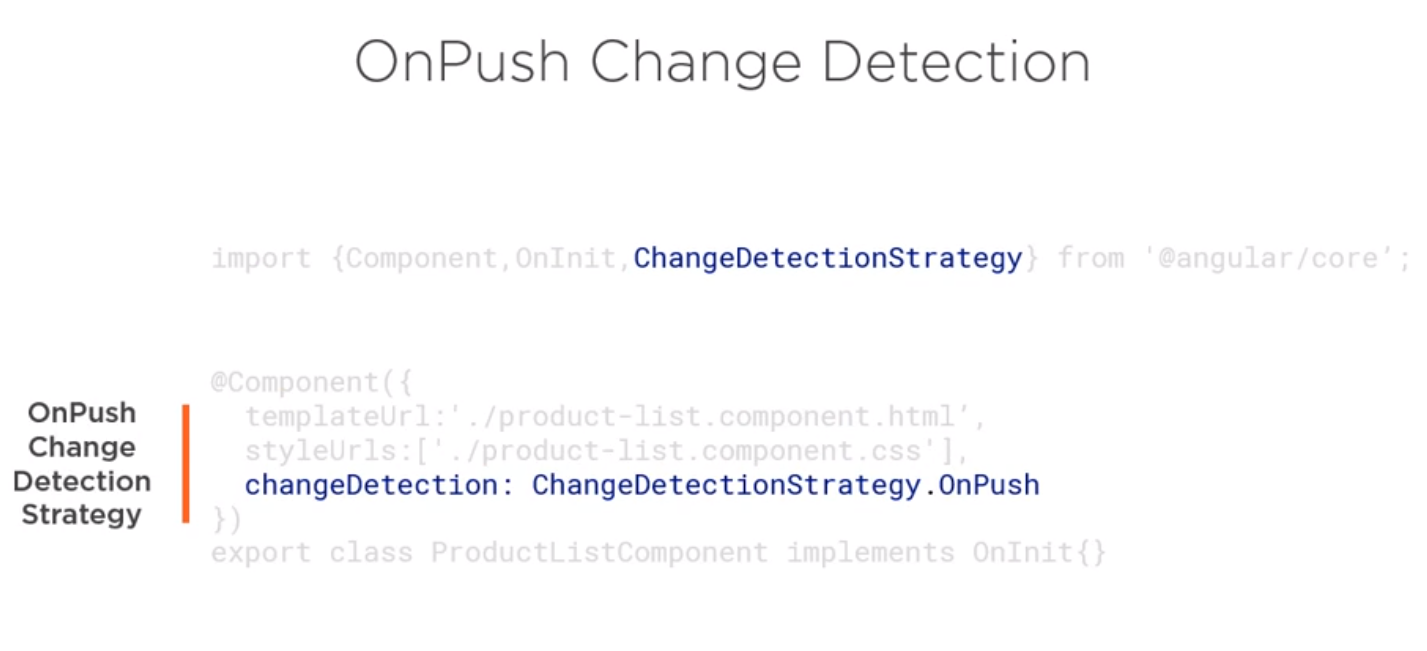 OnPush Change Detection
import {Component,OnInit,ChangeDetectionStrategy} from '@angular/core’;
@Component({
templateUrl:'./product-list.component.html’,
styleUrls:['./product-list.component.css'],
changeDetection: ChangeDetectionStrategy.OnPush
})
export class ProductListComponent implements OnInit{}
OnPush
Change
Detection
Strategy